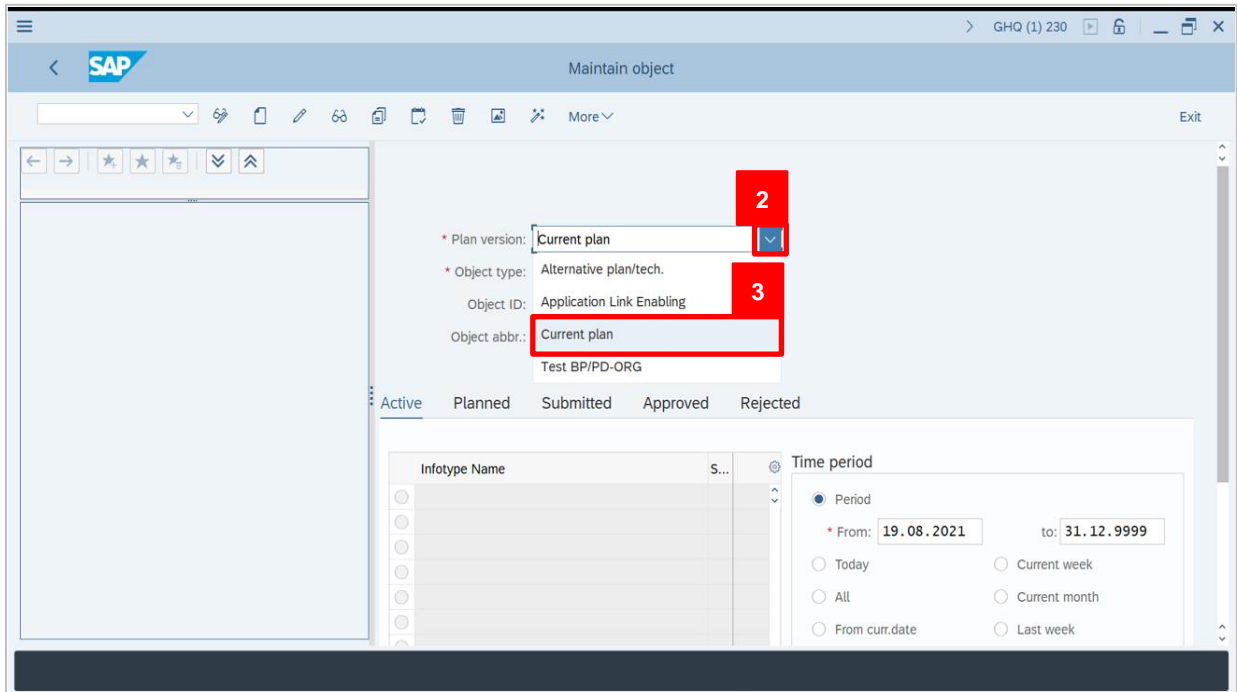 GHQ (1) 230
SAP
Maintain object
More
Exit
2
* Plan version: Current plan
* Object type: Alternative plan/tech.
Object ID: Application Link Enabling
3
Object abbr.: Current plan
Test BP/PD-ORG
Active Planned Submitted Approved Rejected
Infotype Name S...
Time period
Period
* From: 19.08.2021 to: 31.12.9999
Today Current week
All Current month
From curr.date Last week